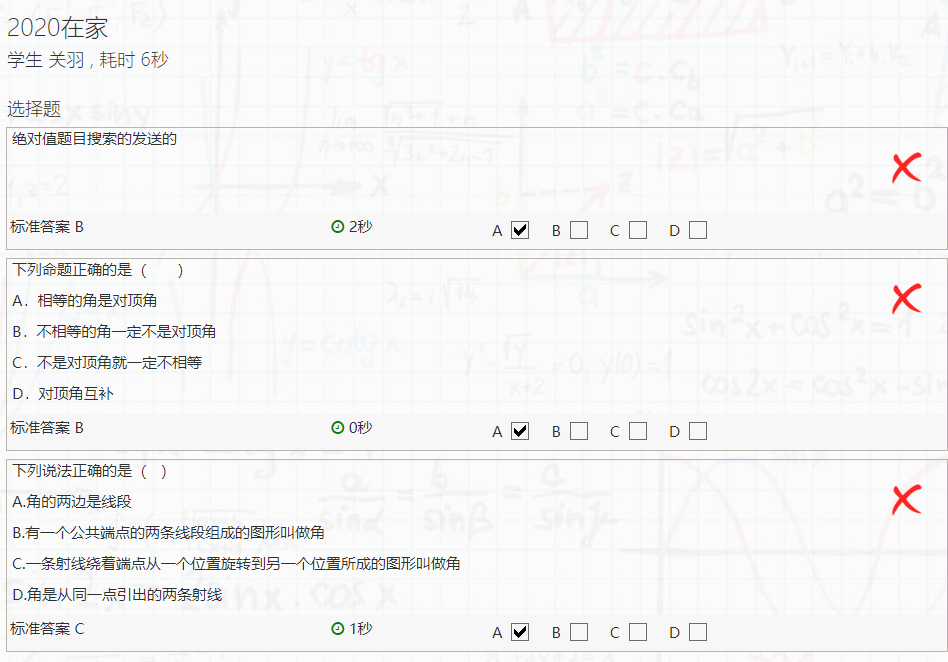 2020在家
学生 关羽 , 耗时 6秒
选择题
绝对值题目搜索的发送的
标准答案 B 2秒 A B C D
下列命题正确的是（ ）
A．相等的角是对顶角
B．不相等的角一定不是对顶角
C．不是对顶角就一定不相等
D．对顶角互补
标准答案 B 0秒 A B C D
下列说法正确的是（ ）
A.角的两边是线段
B.有一个公共端点的两条线段组成的图形叫做角
C.一条射线绕着端点从一个位置旋转到另一个位置所成的图形叫做角
D.角是从同一点引出的两条射线
标准答案 C 1秒 A B C D